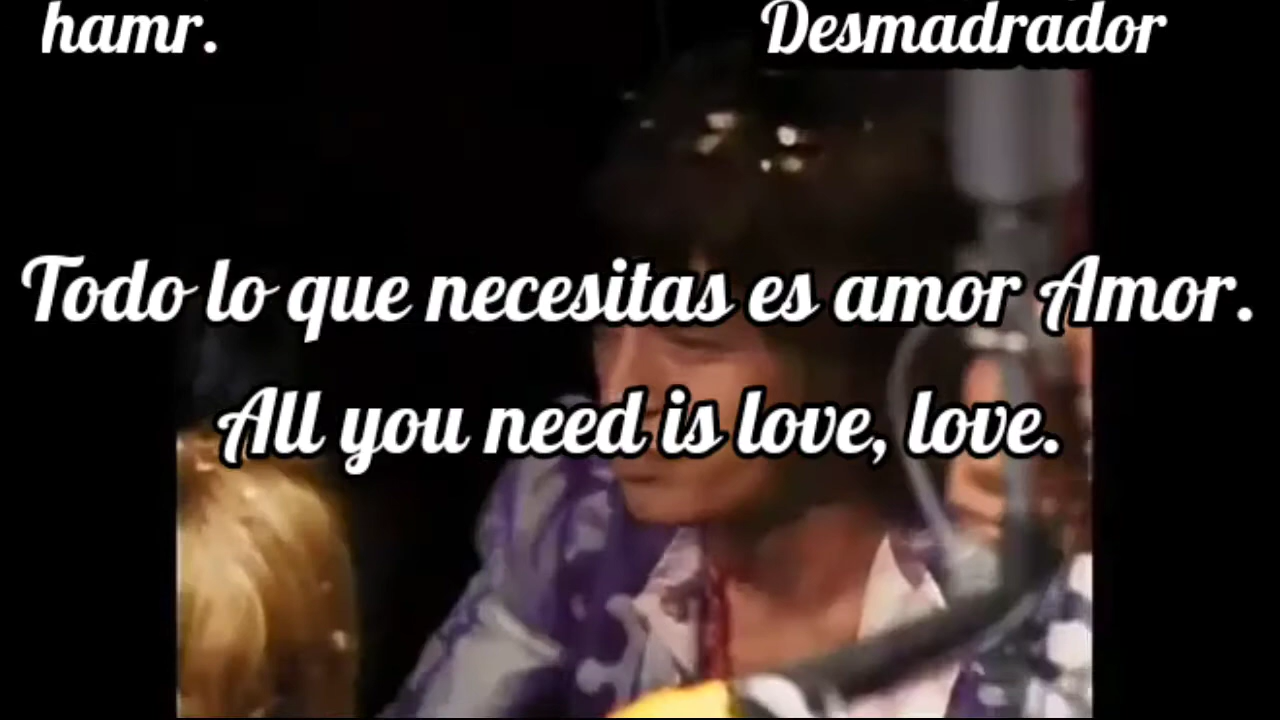 hamr. Desmadrador
Todo lo que necesitas es amor Amor.
All you need is love, love.